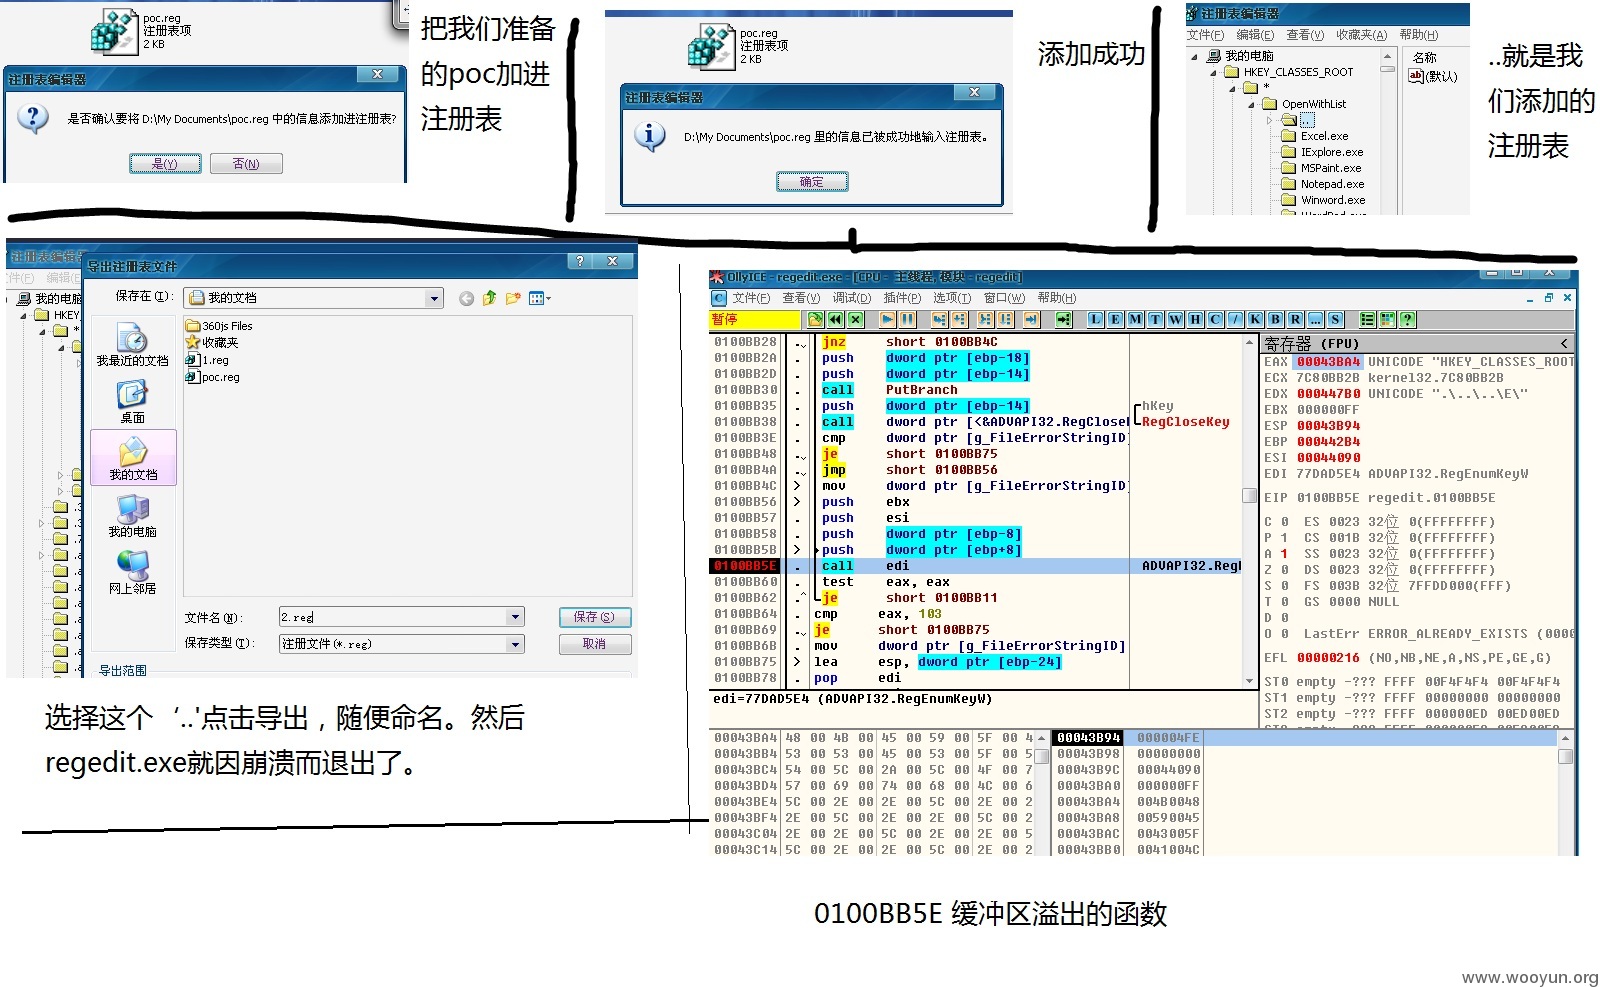 poc.reg
注册表项
2 KB
注册表编辑器
是否确认要将 D:\My Documents\poc.reg 中的信息添加进注册表?
是(Y)
否(N)
把我们准备
的poc加进
注册表
poc.reg
注册表项
2 KB
注册表编辑器
D:\My Documents\poc.reg 里的信息已被成功地输入注册表。
确定
添加成功
注册表编辑器
文件(F) 编辑(E) 查看(V) 收藏夹(A) 帮助(H)
我的电脑
HKEY_CLASSES_ROOT
*
OpenWithList
..
Excel.exe
IExplore.exe
MSPaint.exe
Notepad.exe
Winword.exe
名称
(默认)
..就是我
们添加的
注册表
导出注册表文件
保存在(I):
我的文档
我最近的文档
桌面
我的文档
我的电脑
网上邻居
360js Files
收藏夹
1.reg
poc.reg
文件名(N):
2.reg
保存(S)
保存类型(T):
注册文件(*.reg)
取消
导出范围
选择这个‘..'点击导出，随便命名。然后
regedit.exe就因崩溃而退出了。
OllyICE - regedit.exe - [CPU - 主线程, 模块 - regedit]
文件(F) 查看(V) 调试(D) 插件(P) 选项(T) 窗口(W) 帮助(H)
暂停
L E M T W H C / K B R ... S
0100BB28 jnz short 0100BB4C
0100BB2A push dword ptr [ebp-18]
0100BB2D push dword ptr [ebp-14]
0100BB30 call PutBranch
0100BB35 push dword ptr [ebp-14] hKey
0100BB38 call dword ptr [<&ADVAPI32.RegClose RegCloseKey
0100BB3E cmp dword ptr [g_FileErrorStringID]
0100BB48 je short 0100BB75
0100BB4A jmp short 0100BB56
0100BB4C mov dword ptr [g_FileErrorStringID]
0100BB56 push ebx
0100BB57 push esi
0100BB58 push dword ptr [ebp-8]
0100BB5B push dword ptr [ebp+8]
0100BB5E call edi ADVAPI32.Reg
0100BB60 test eax, eax
0100BB62 je short 0100BB11
0100BB64 cmp eax, 103
0100BB69 je short 0100BB75
0100BB6B mov dword ptr [g_FileErrorStringID]
0100BB75 lea esp, dword ptr [ebp-24]
0100BB78 pop edi
edi=77DAD5E4 (ADVAPI32.RegEnumKeyW)
寄存器 (FPU)
EAX 00043BA4 UNICODE "HKEY_CLASSES_ROOT
ECX 7C80BB2B kernel32.7C80BB2B
EDX 000447B0 UNICODE ".\..\..\E\"
EBX 000000FF
ESP 00043B94
EBP 000442B4
ESI 00044090
EDI 77DAD5E4 ADVAPI32.RegEnumKeyW
EIP 0100BB5E regedit.0100BB5E
C 0 ES 0023 32位 0(FFFFFFFF)
P 1 CS 001B 32位 0(FFFFFFFF)
A 1 SS 0023 32位 0(FFFFFFFF)
Z 0 DS 0023 32位 0(FFFFFFFF)
S 0 FS 003B 32位 7FFDD000(FFF)
T 0 GS 0000 NULL
D 0
O 0 LastErr ERROR_ALREADY_EXISTS (0000
EFL 00000216 (NO,NB,NE,A,NS,PE,GE,G)
ST0 empty -??? FFFF 00F4F4F4 00F4F4F4
ST1 empty -??? FFFF 00000000 00000000
ST2 empty -??? FFFF 000000ED 00ED00ED
00043BA4 48 00 4B 00 45 00 59 00 5F 00 4
00043BB4 53 00 53 00 45 00 53 00 5F 00 5
00043BC4 54 00 5C 00 2A 00 5C 00 4F 00 7
00043BD4 57 00 69 00 74 00 68 00 4C 00 6
00043BE4 5C 00 2E 00 2E 00 5C 00 2E 00 2
00043BF4 2E 00 5C 00 2E 00 2E 00 5C 00 2
00043C04 2E 00 2E 00 5C 00 2E 00 2E 00 5
00043C14 5C 00 2E 00 2E 00 5C 00 2E 00 2
00043B94 000004FE
00043B98 00000000
00043B9C 00044090
00043BA0 000000FF
00043BA4 004B0048
00043BA8 00590045
00043BAC 0043005F
00043BB0 0041004C
0100BB5E 缓冲区溢出的函数
www.wooyun.org